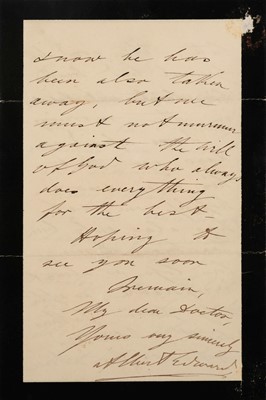 & now he has
been also taken
away, but we
must not murmur
against the will
of God who always
does everything
for the best—
Hoping to
see you soon
I remain,
My dear Doctor,
Yours very sincerely
Albert Edward